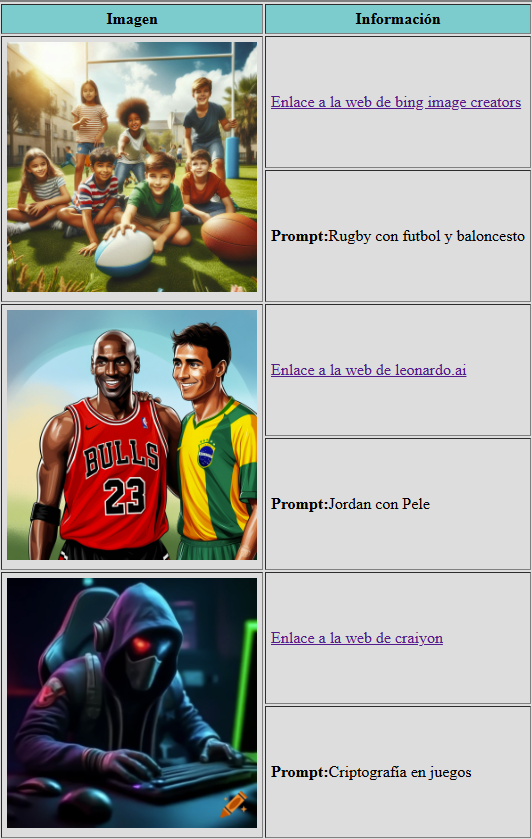 Imagen
Información
Enlace a la web de bing image creators
Prompt:Rugby con futbol y baloncesto
BULLS
23
Enlace a la web de leonardo.ai
Prompt:Jordan con Pele
Enlace a la web de craiyon
Prompt:Criptografía en juegos